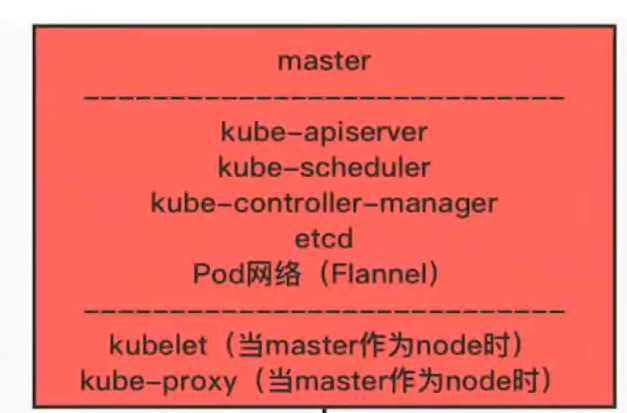 master
kube-apiserver
kube-scheduler
kube-controller-manager
etcd
Pod网络（Flannel）
kubelet（当master作为node时）
kube-proxy（当master作为node时）